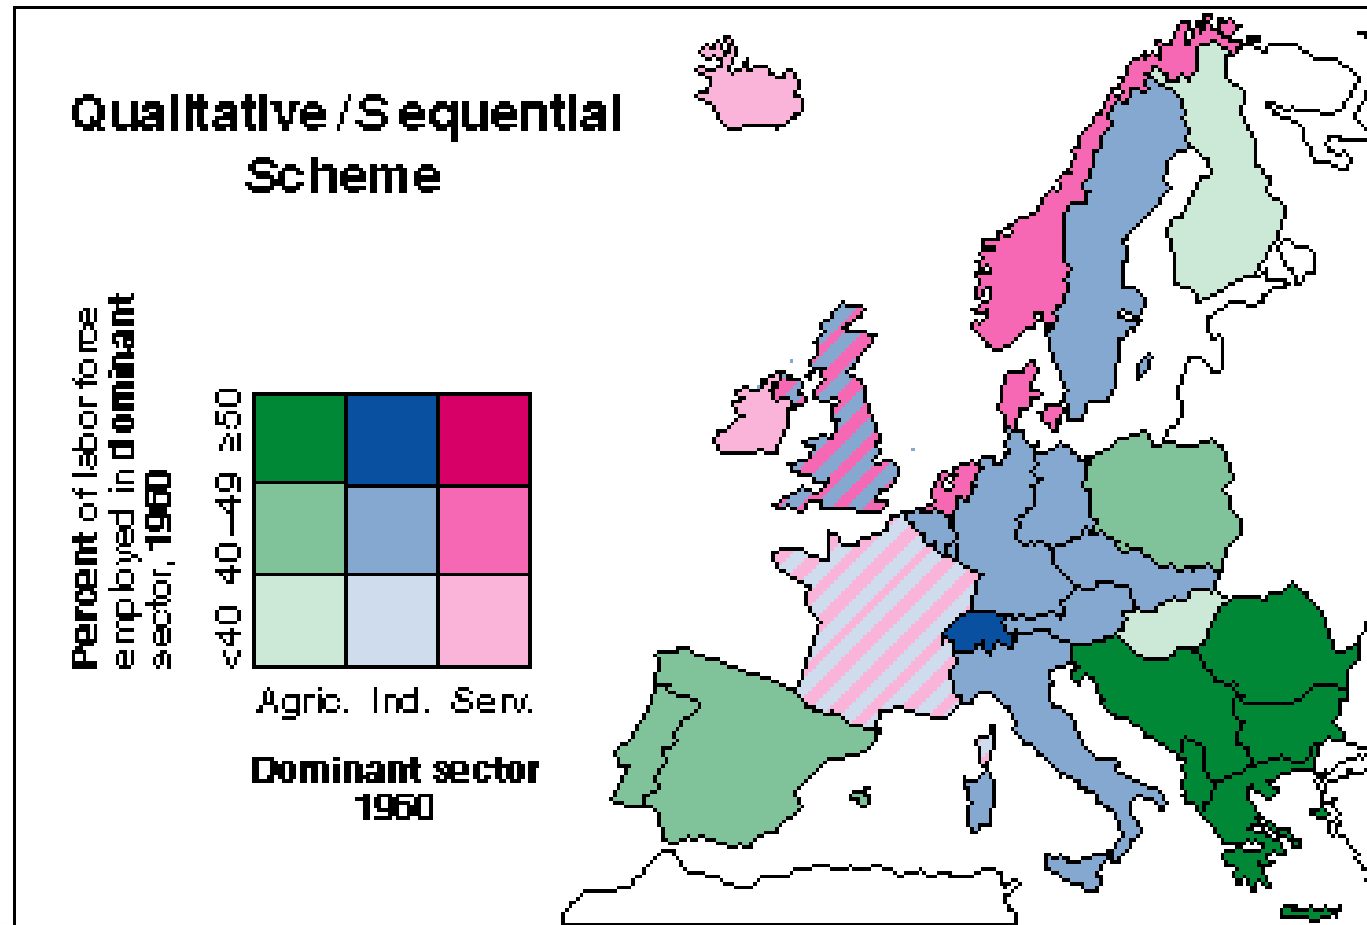 Qualitative/Sequential
Scheme
Percent of labor force
employed in dominant
sector, 1960
≥50
40–49
<40
Agric. Ind. Serv.
Dominant sector
1960